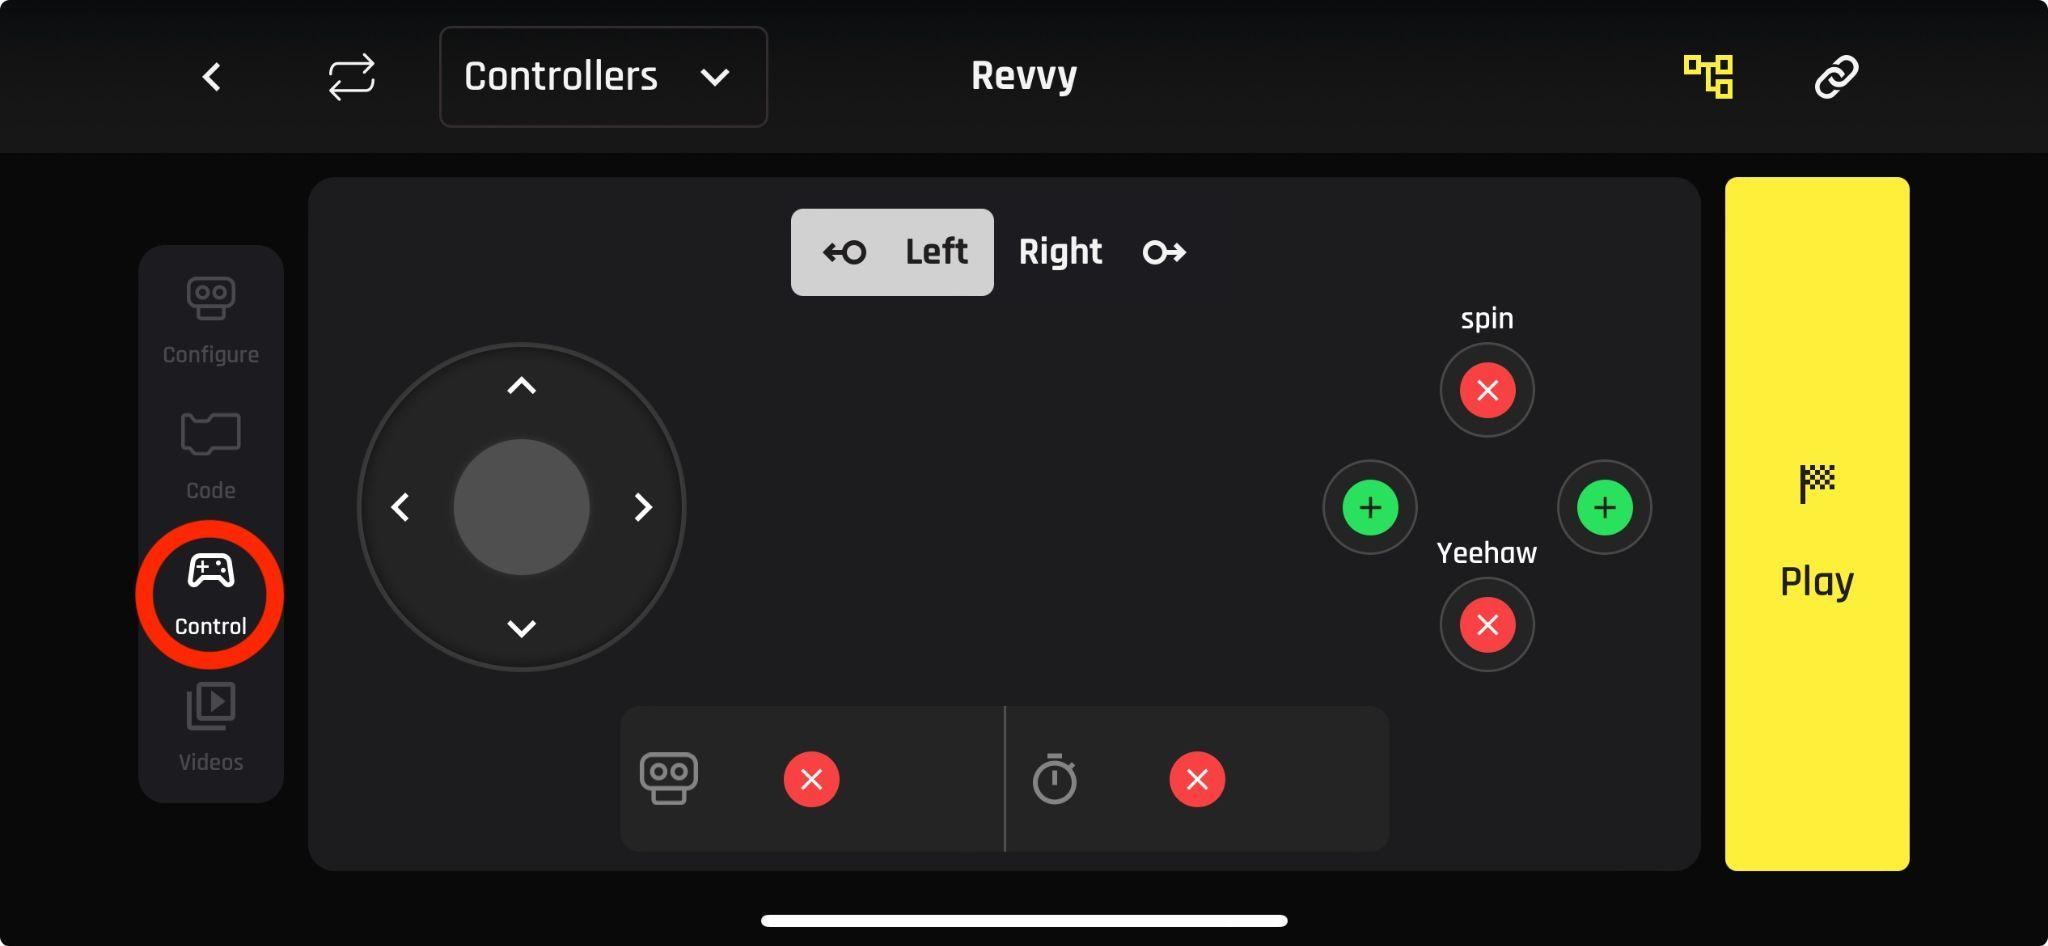 Controllers
Revvy
Left
Right
spin
Configure
Code
Yeehaw
Control
Play
Videos